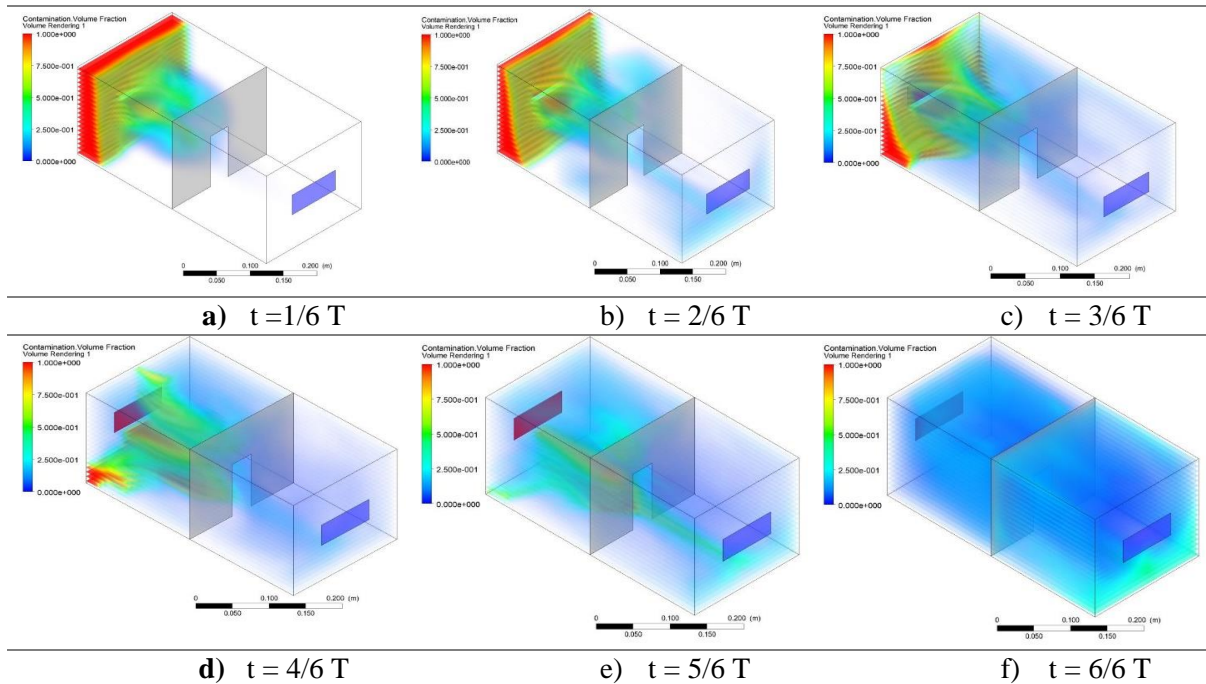 Contamination.Volume Fraction
Volume Rendering 1
1.000e+000
7.500e-001
5.000e-001
2.500e-001
0.000e+000
0 0.100 0.200 (m)
0.050 0.150
Contamination.Volume Fraction
Volume Rendering 1
1.000e+000
7.500e-001
5.000e-001
2.500e-001
0.000e+000
0 0.100 0.200 (m)
0.050 0.150
Contamination.Volume Fraction
Volume Rendering 1
1.000e+000
7.500e-001
5.000e-001
2.500e-001
0.000e+000
0 0.100 0.200 (m)
0.050 0.150
a) t =1/6 T
b) t = 2/6 T
c) t = 3/6 T
Contamination.Volume Fraction
Volume Rendering 1
1.000e+000
7.500e-001
5.000e-001
2.500e-001
0.000e+000
0 0.100 0.200 (m)
0.050 0.150
Contamination.Volume Fraction
Volume Rendering 1
1.000e+000
7.500e-001
5.000e-001
2.500e-001
0.000e+000
0 0.100 0.200 (m)
0.050 0.150
Contamination.Volume Fraction
Volume Rendering 1
1.000e+000
7.500e-001
5.000e-001
2.500e-001
0.000e+000
0 0.100 0.200 (m)
0.050 0.150
d) t = 4/6 T
e) t = 5/6 T
f) t = 6/6 T